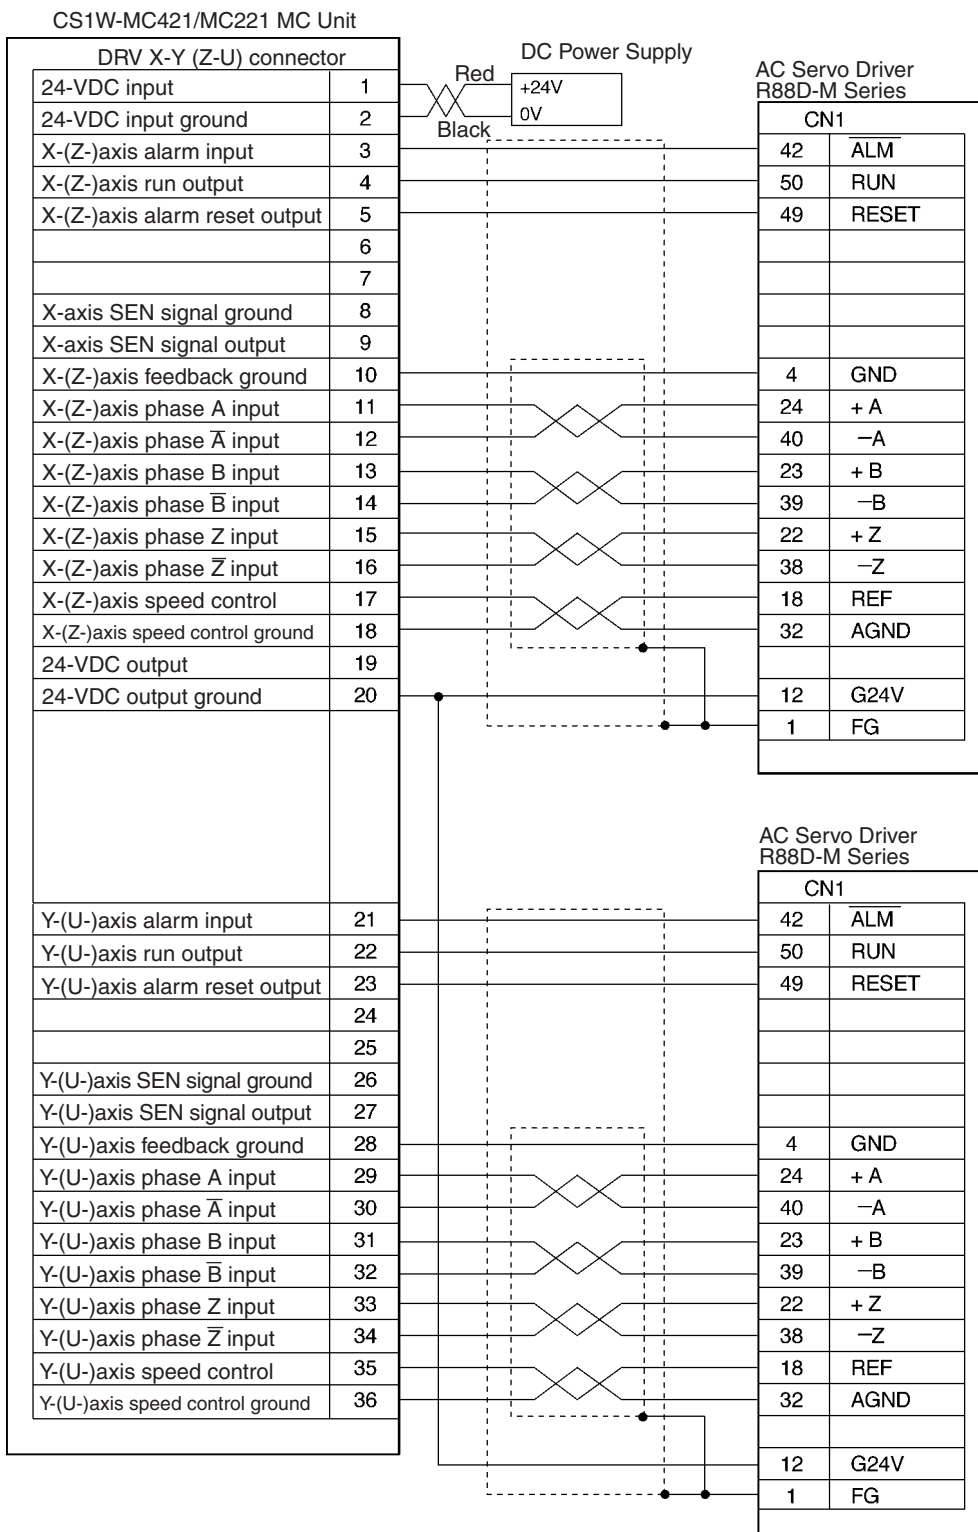 CS1W-MC421/MC221 MC Unit
DRV X-Y (Z-U) connector
DC Power Supply
Red
+24V
0V
Black
AC Servo Driver
R88D-M Series
CN1
24-VDC input 1
24-VDC input ground 2
X-(Z-)axis alarm input 3 42 A̅L̅M̅
X-(Z-)axis run output 4 50 RUN
X-(Z-)axis alarm reset output 5 49 RESET
6
7
X-axis SEN signal ground 8
X-axis SEN signal output 9
X-(Z-)axis feedback ground 10 4 GND
X-(Z-)axis phase A input 11 24 +A
X-(Z-)axis phase A̅ input 12 40 −A
X-(Z-)axis phase B input 13 23 +B
X-(Z-)axis phase B̅ input 14 39 −B
X-(Z-)axis phase Z input 15 22 +Z
X-(Z-)axis phase Z̅ input 16 38 −Z
X-(Z-)axis speed control 17 18 REF
X-(Z-)axis speed control ground 18 32 AGND
24-VDC output 19
24-VDC output ground 20 12 G24V
1 FG
AC Servo Driver
R88D-M Series
CN1
Y-(U-)axis alarm input 21 42 A̅L̅M̅
Y-(U-)axis run output 22 50 RUN
Y-(U-)axis alarm reset output 23 49 RESET
24
25
Y-(U-)axis SEN signal ground 26
Y-(U-)axis SEN signal output 27
Y-(U-)axis feedback ground 28 4 GND
Y-(U-)axis phase A input 29 24 +A
Y-(U-)axis phase A̅ input 30 40 −A
Y-(U-)axis phase B input 31 23 +B
Y-(U-)axis phase B̅ input 32 39 −B
Y-(U-)axis phase Z input 33 22 +Z
Y-(U-)axis phase Z̅ input 34 38 −Z
Y-(U-)axis speed control 35 18 REF
Y-(U-)axis speed control ground 36 32 AGND
12 G24V
1 FG